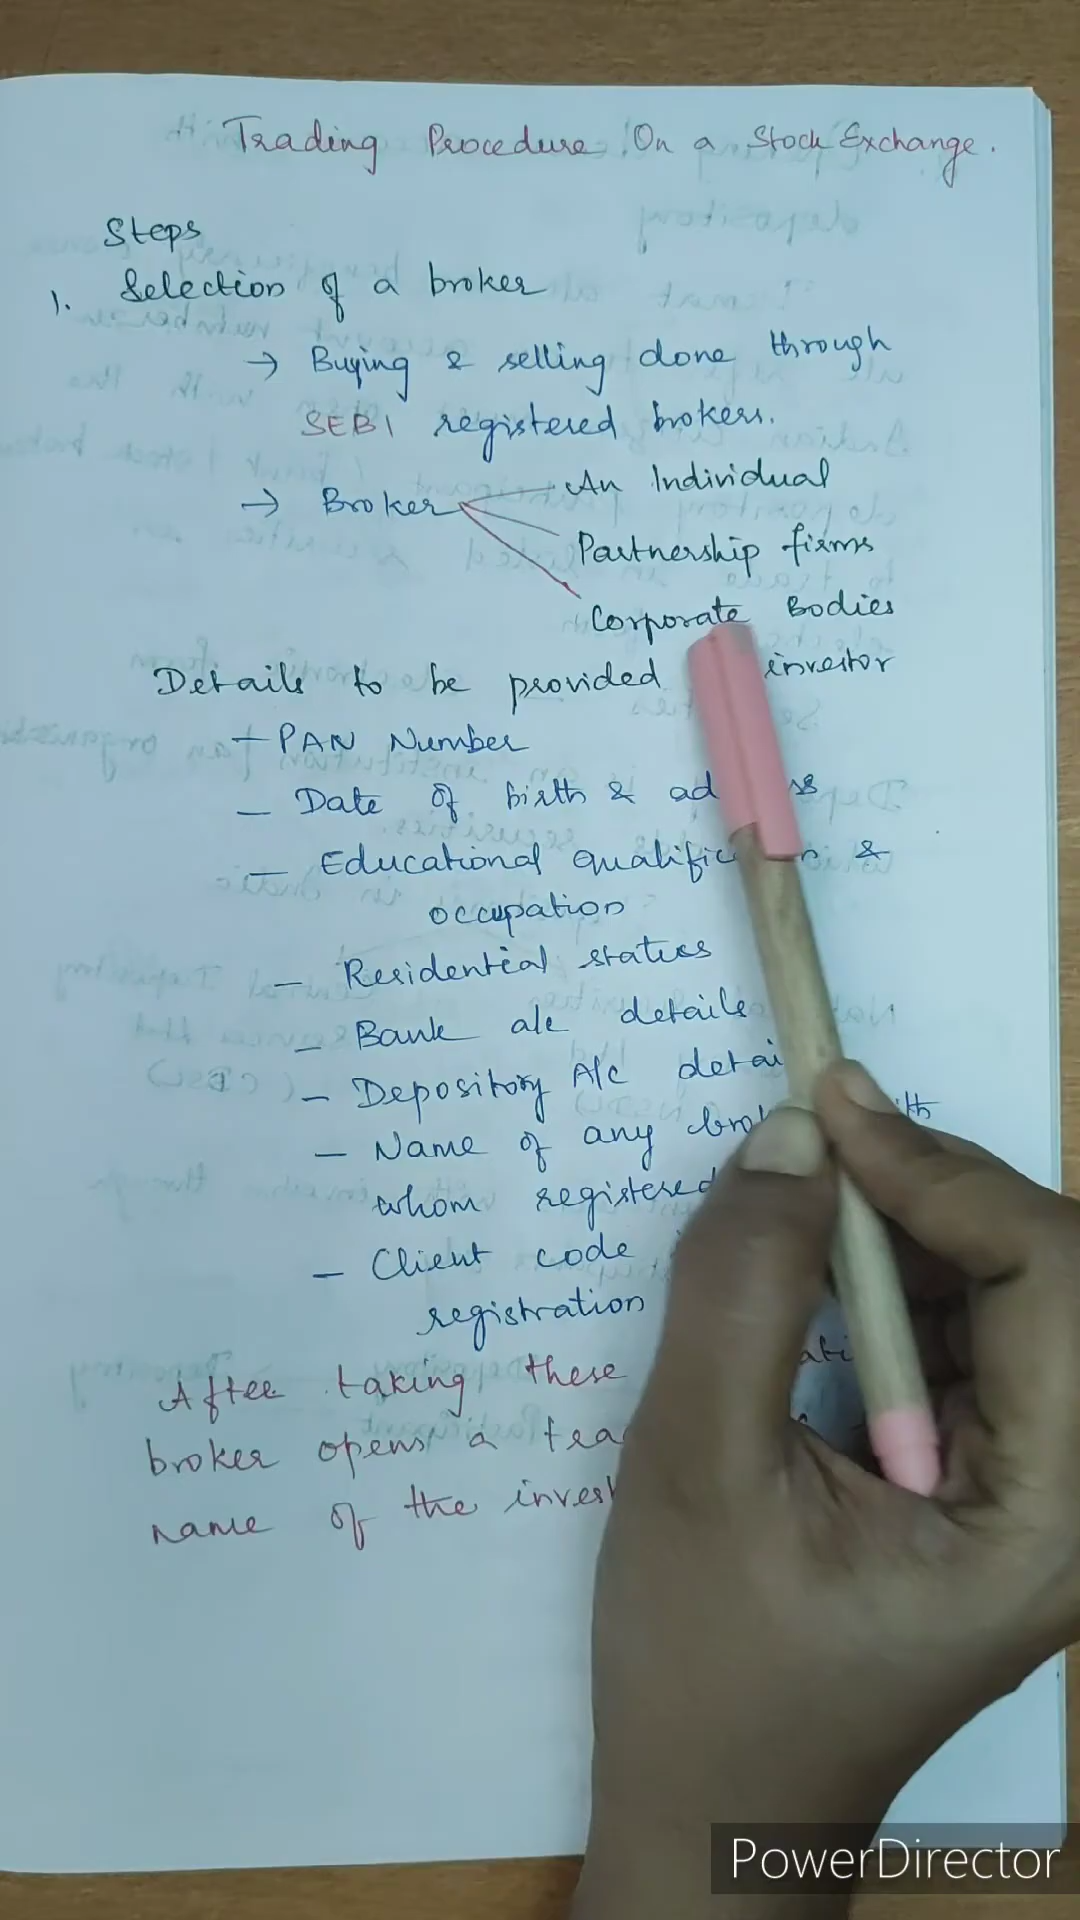 Trading Procedure On a Stock Exchange.
Steps
1. Selection of a broker
→ Buying & selling done through
SEBI registered brokers.
→ Broker An Individual
Partnership firms
Corporate Bodies
Details to be provided investor
- PAN Number
- Date of birth &
- Educational &
occupation
- Residential status
- Bank a/c details
- Depository A/c
- Name of any
whom registered
- Client code
registration
After taking these
broker opens a
name of the
PowerDirector